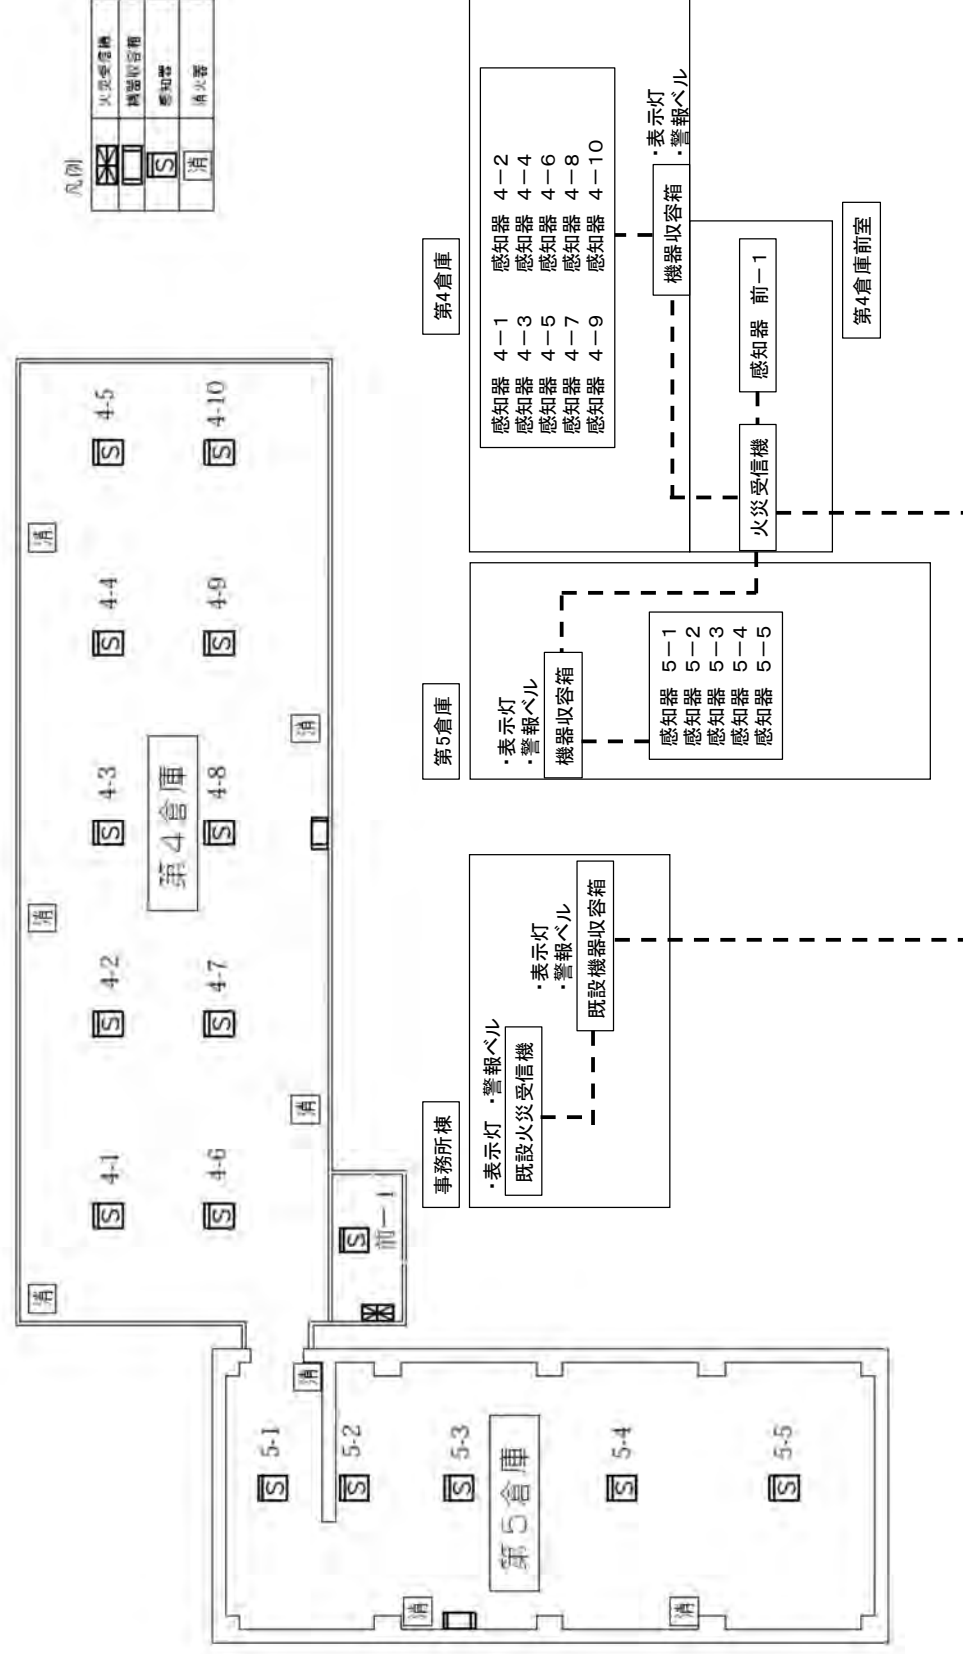 凡例
火災受信機
機器収容箱
S 感知器
消 消火器
消
消
消
消
消
S 4-1
S 4-2
S 4-3
S 4-4
S 4-5
第4倉庫
S 4-6
S 4-7
S 4-8
S 4-9
S 4-10
S
前－1
消
S 5-1
S 5-2
S 5-3
第5倉庫
S 5-4
S 5-5
消
消
事務所棟
・表示灯 ・警報ベル
既設火災受信機
・表示灯
・警報ベル
既設機器収容箱
第5倉庫
・表示灯
・警報ベル
機器収容箱
感知器 5－1
感知器 5－2
感知器 5－3
感知器 5－4
感知器 5－5
第4倉庫
感知器 4－1 感知器 4－2
感知器 4－3 感知器 4－4
感知器 4－5 感知器 4－6
感知器 4－7 感知器 4－8
感知器 4－9 感知器 4－10
・表示灯
・警報ベル
機器収容箱
火災受信機
感知器 前－1
第4倉庫前室